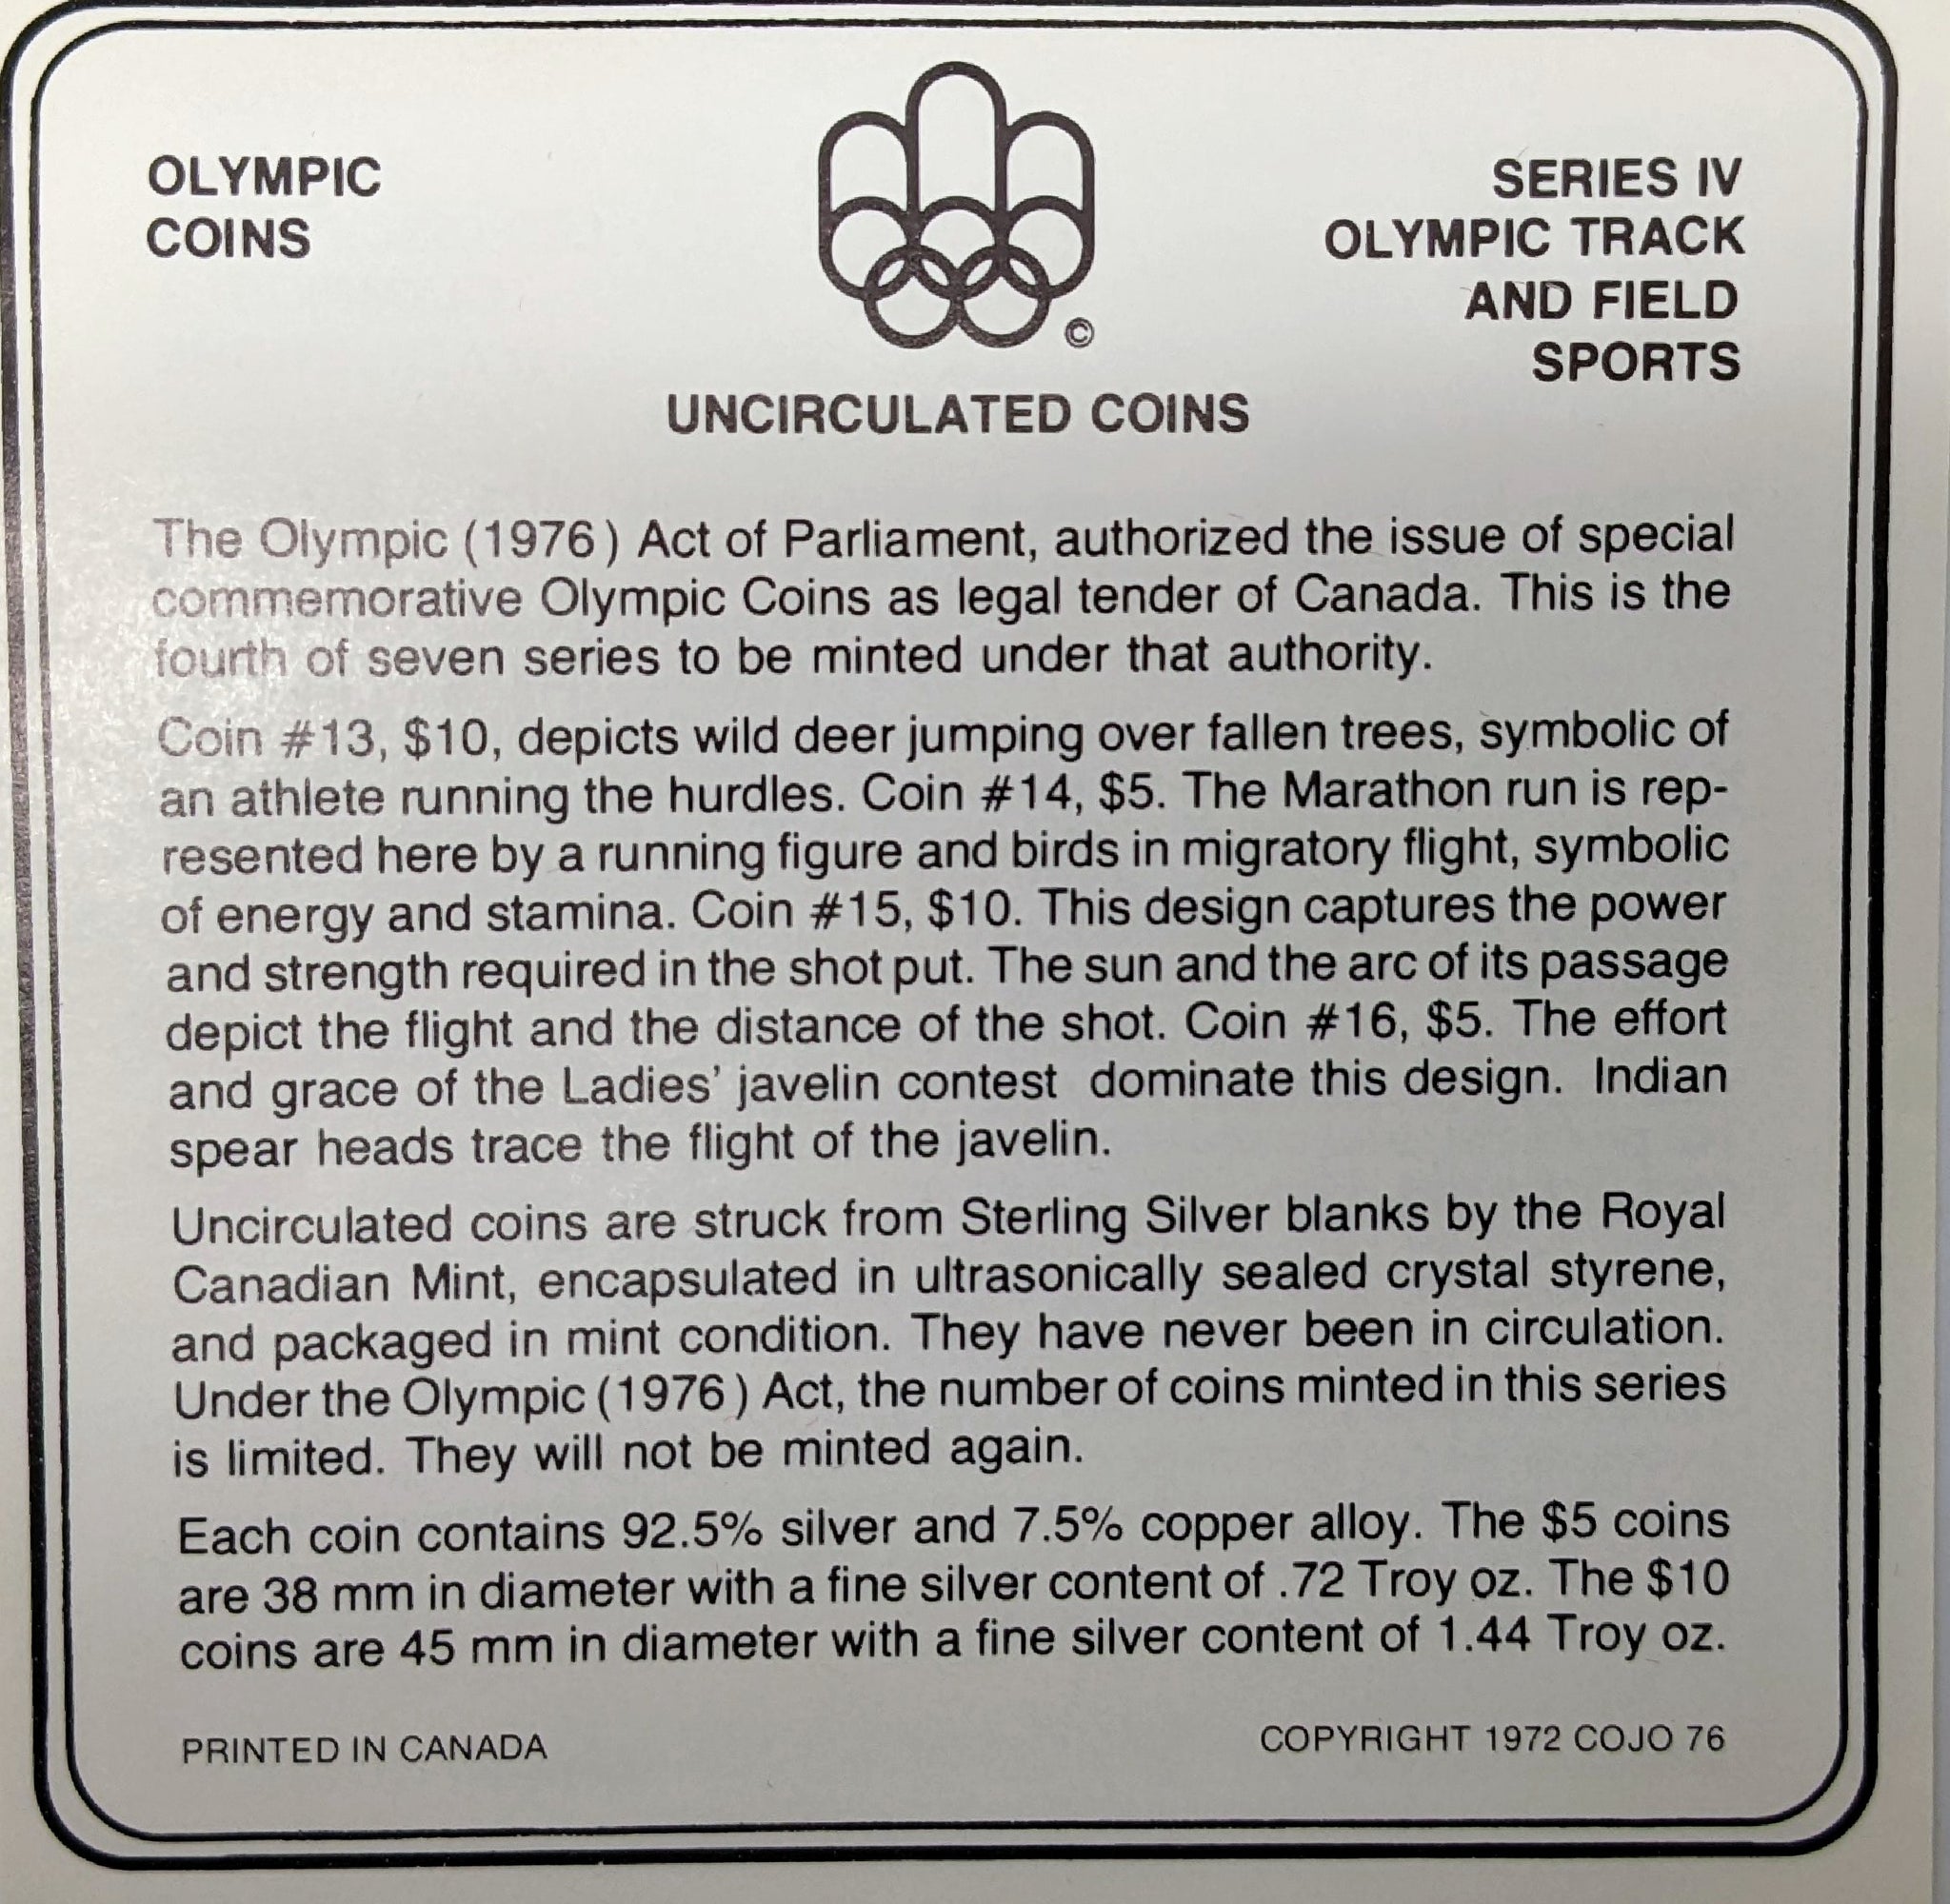 OLYMPIC
COINS
SERIES IV
OLYMPIC TRACK
AND FIELD
SPORTS
©
UNCIRCULATED COINS
The Olympic (1976) Act of Parliament, authorized the issue of special
commemorative Olympic Coins as legal tender of Canada. This is the
fourth of seven series to be minted under that authority.
Coin #13, $10, depicts wild deer jumping over fallen trees, symbolic of
an athlete running the hurdles. Coin #14, $5. The Marathon run is rep-
resented here by a running figure and birds in migratory flight, symbolic
of energy and stamina. Coin #15, $10. This design captures the power
and strength required in the shot put. The sun and the arc of its passage
depict the flight and the distance of the shot. Coin #16, $5. The effort
and grace of the Ladies' javelin contest dominate this design. Indian
spear heads trace the flight of the javelin.
Uncirculated coins are struck from Sterling Silver blanks by the Royal
Canadian Mint, encapsulated in ultrasonically sealed crystal styrene,
and packaged in mint condition. They have never been in circulation.
Under the Olympic (1976) Act, the number of coins minted in this series
is limited. They will not be minted again.
Each coin contains 92.5% silver and 7.5% copper alloy. The $5 coins
are 38 mm in diameter with a fine silver content of .72 Troy oz. The $10
coins are 45 mm in diameter with a fine silver content of 1.44 Troy oz.
PRINTED IN CANADA
COPYRIGHT 1972 COJO 76